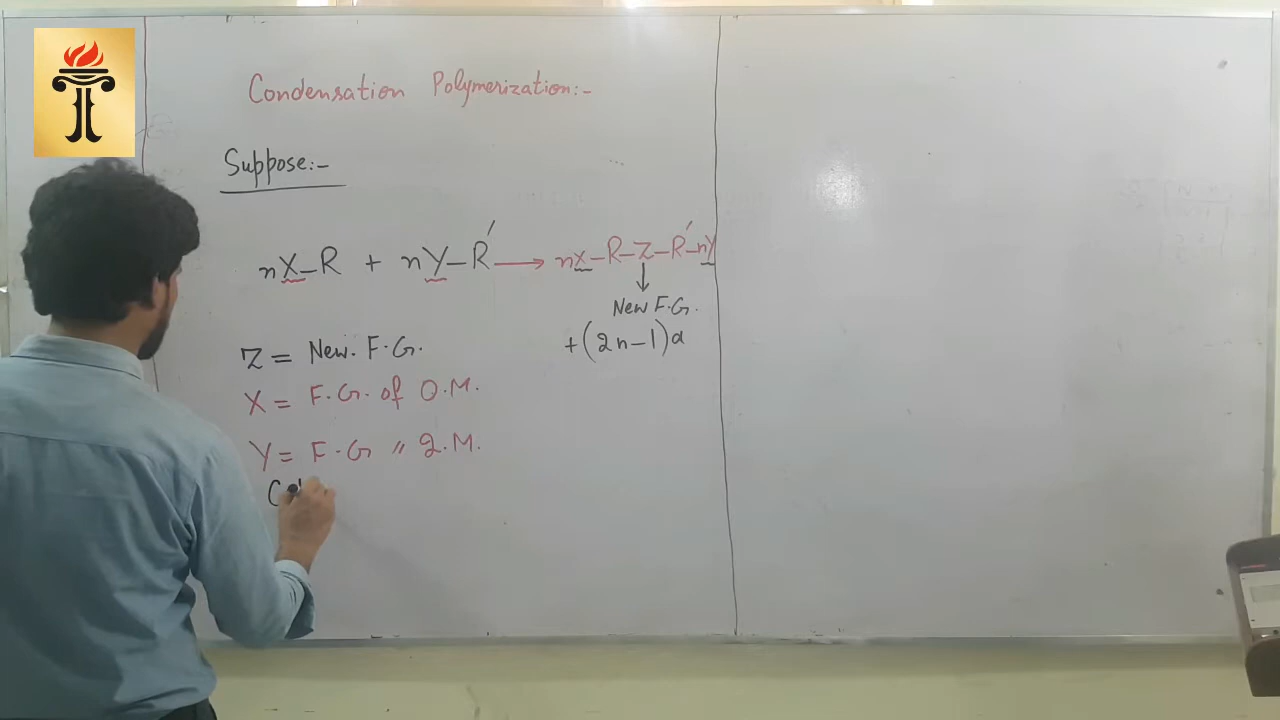 Condensation Polymerization:-
Suppose:-
nX-R + nY-R' → nX-R-Z-R'-nY
↓
New F.G.
+(2n-1)a
Z = New. F.G.
X = F.G. of O.M.
Y = F.G " 2.M.